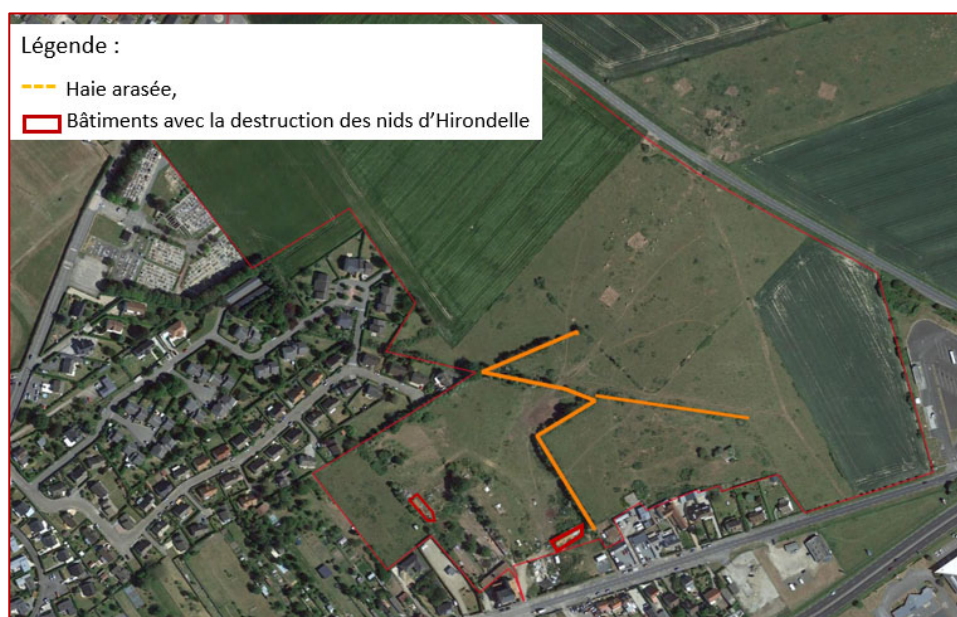 Légende :
Haie arasée,
Bâtiments avec la destruction des nids d’Hirondelle